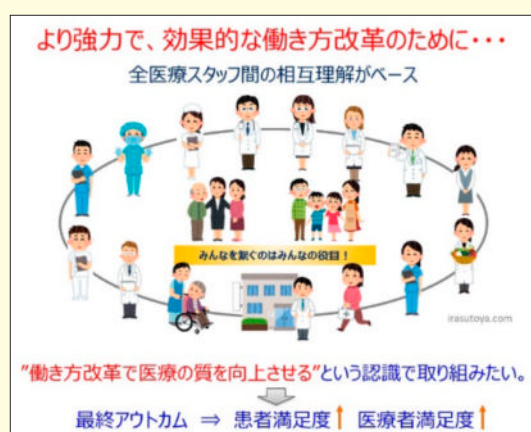 より強力で、効果的な働き方改革のために・・・
全医療スタッフ間の相互理解がベース
みんなを繋ぐのはみんなの役目！
irasutoya.com
"働き方改革で医療の質を向上させる"という認識で取り組みたい。
最終アウトカム ⇒ 患者満足度↑ 医療者満足度↑